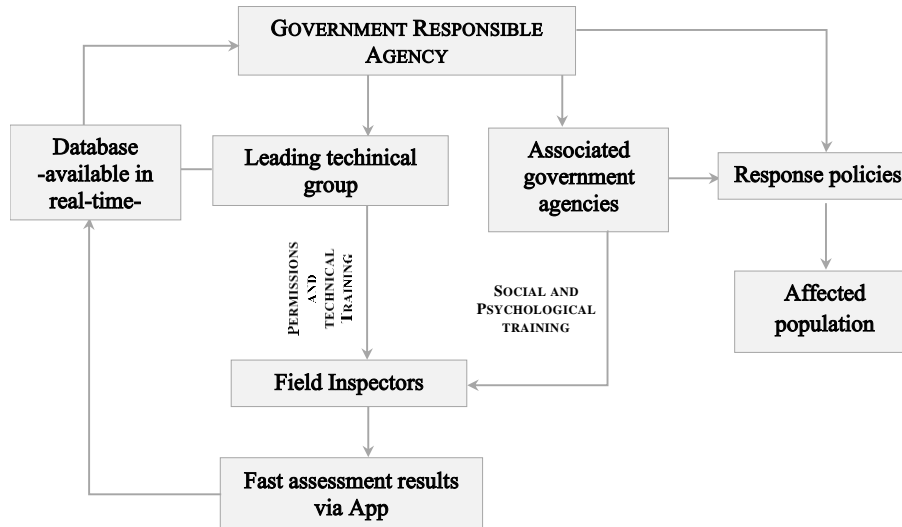 GOVERNMENT RESPONSIBLE
AGENCY
Database
-available in
real-time-
Leading techinical
group
Associated
government
agencies
Response policies
PERMISSIONS
AND
TECHNICAL
TRAINING
SOCIAL AND
PSYCHOLOGICAL
TRAINING
Affected
population
Field Inspectors
Fast assessment results
via App